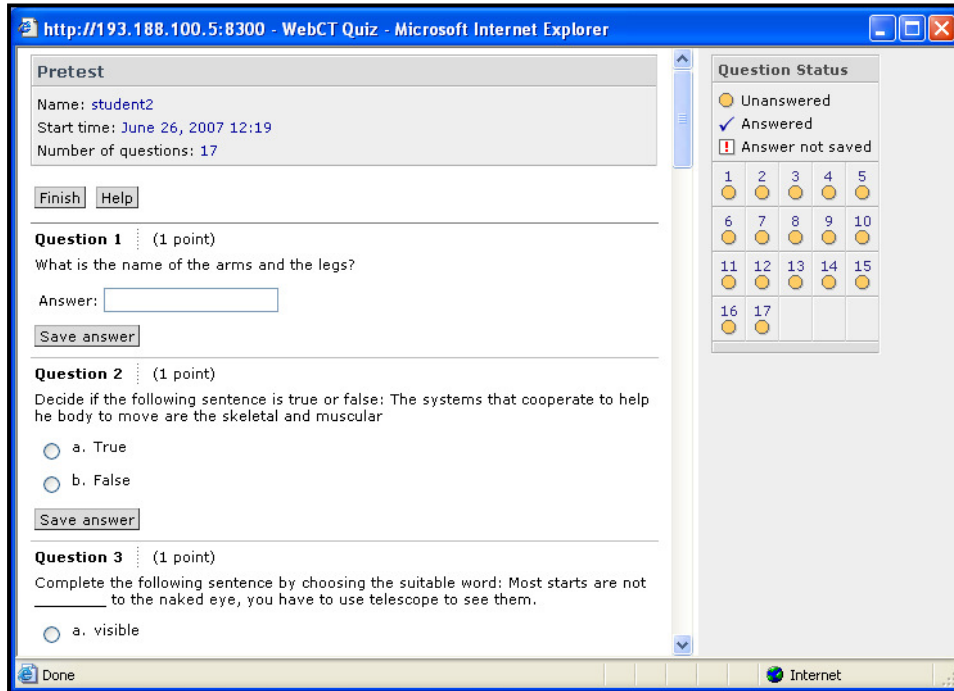 http://193.188.100.5:8300 - WebCT Quiz - Microsoft Internet Explorer
Pretest
Name: student2
Start time: June 26, 2007 12:19
Number of questions: 17
Finish Help
Question 1 (1 point)
What is the name of the arms and the legs?
Answer:
Save answer
Question 2 (1 point)
Decide if the following sentence is true or false: The systems that cooperate to help
he body to move are the skeletal and muscular
a. True
b. False
Save answer
Question 3 (1 point)
Complete the following sentence by choosing the suitable word: Most starts are not
________ to the naked eye, you have to use telescope to see them.
a. visible
Question Status
Unanswered
Answered
! Answer not saved
1 2 3 4 5
6 7 8 9 10
11 12 13 14 15
16 17
Done
Internet